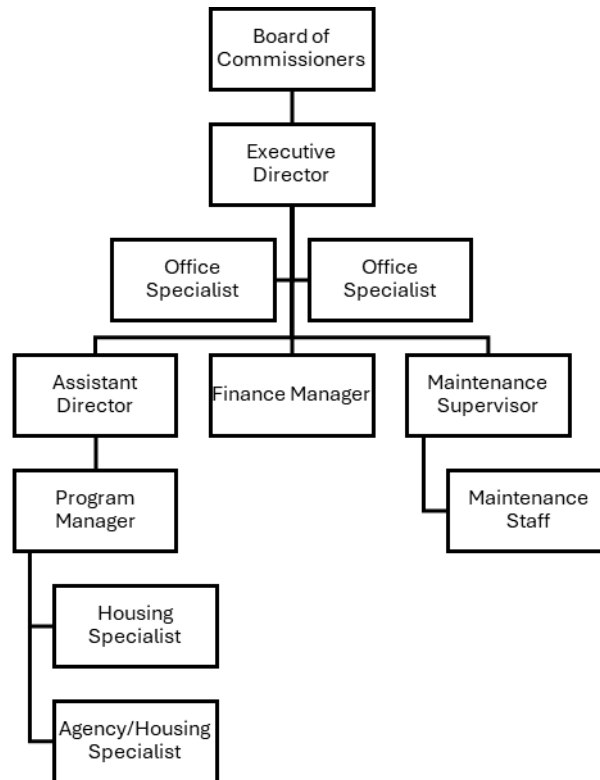 Board of
Commissioners
Executive
Director
Office
Specialist
Office
Specialist
Assistant
Director
Finance Manager
Maintenance
Supervisor
Program
Manager
Maintenance
Staff
Housing
Specialist
Agency/Housing
Specialist